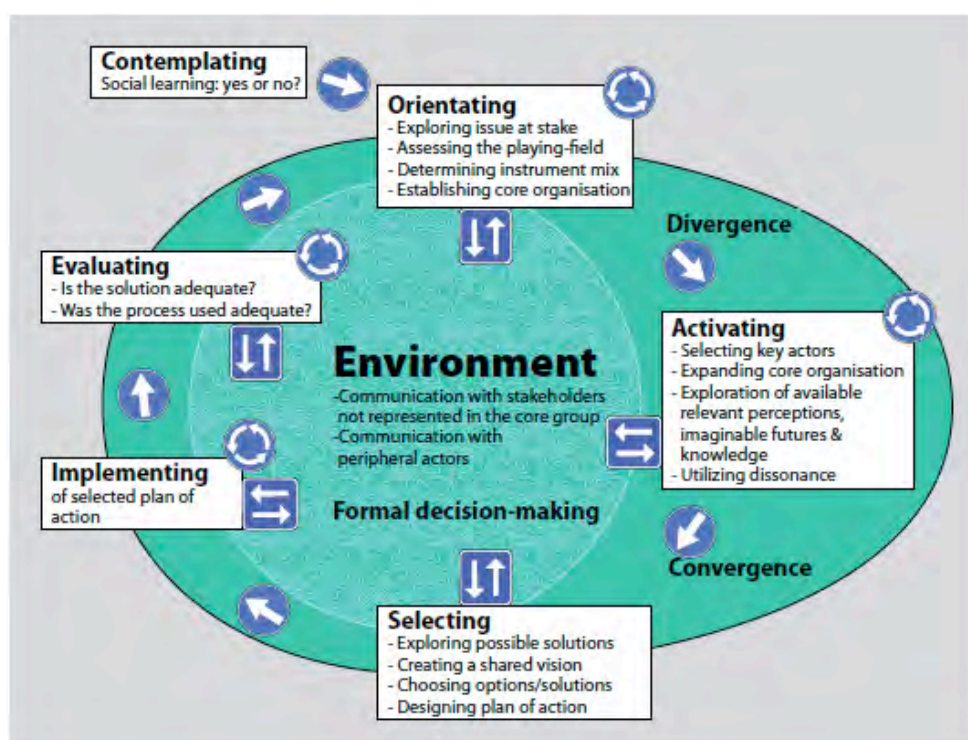 Contemplating
Social learning: yes or no?
Orientating
- Exploring issue at stake
- Assessing the playing-field
- Determining instrument mix
- Establishing core organisation
Divergence
Evaluating
- Is the solution adequate?
- Was the process used adequate?
Activating
- Selecting key actors
- Expanding core organisation
- Exploration of available
relevant perceptions,
imaginable futures &
knowledge
- Utilizing dissonance
Environment
-Communication with stakeholders
not represented in the core group
-Communication with
peripheral actors
Implementing
of selected plan of
action
Formal decision-making
Convergence
Selecting
- Exploring possible solutions
- Creating a shared vision
- Choosing options/solutions
- Designing plan of action